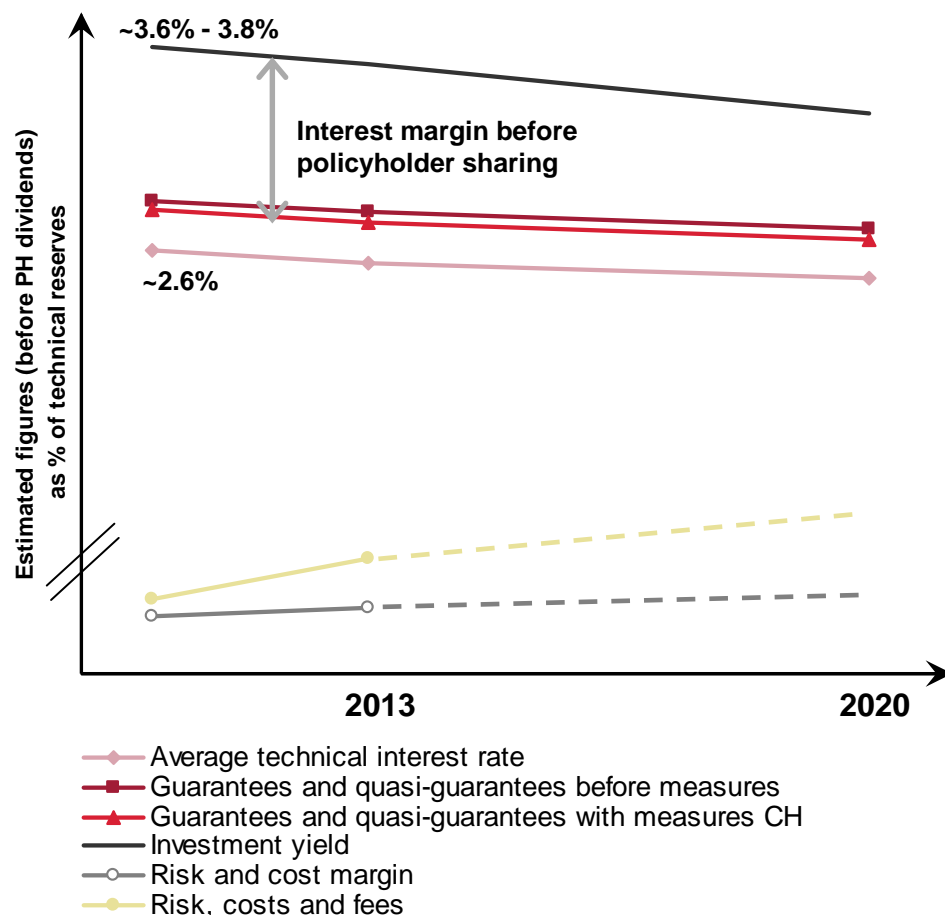 ~3.6% - 3.8%
Interest margin before
policyholder sharing
~2.6%
Estimated figures (before PH dividends)
as % of technical reserves
2013
2020
Average technical interest rate
Guarantees and quasi-guarantees before measures
Guarantees and quasi-guarantees with measures CH
Investment yield
Risk and cost margin
Risk, costs and fees